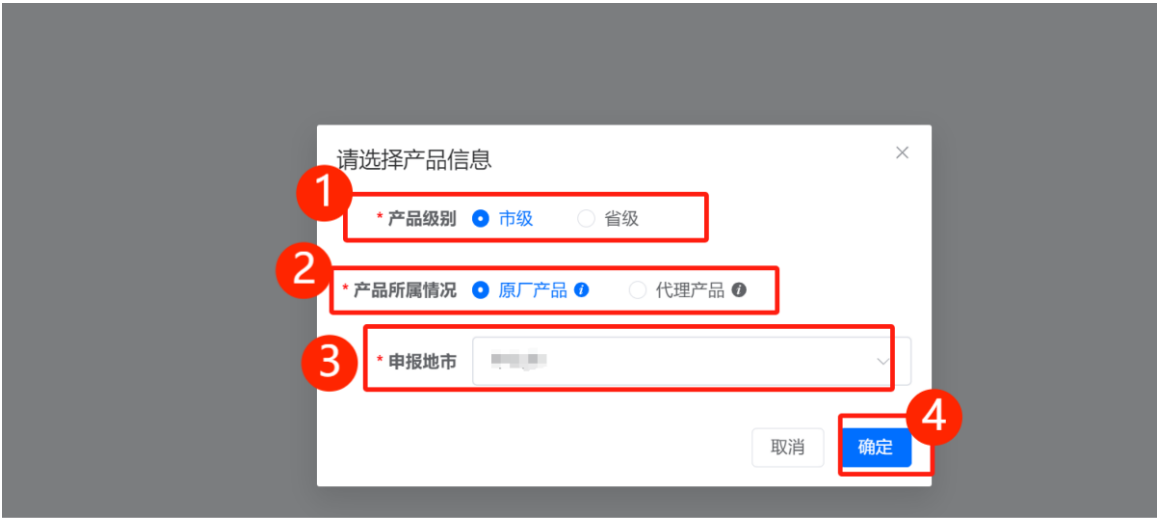 请选择产品信息
1
* 产品级别 市级 省级
2
* 产品所属情况 原厂产品 i 代理产品 i
3
* 申报地市
4
取消 确定